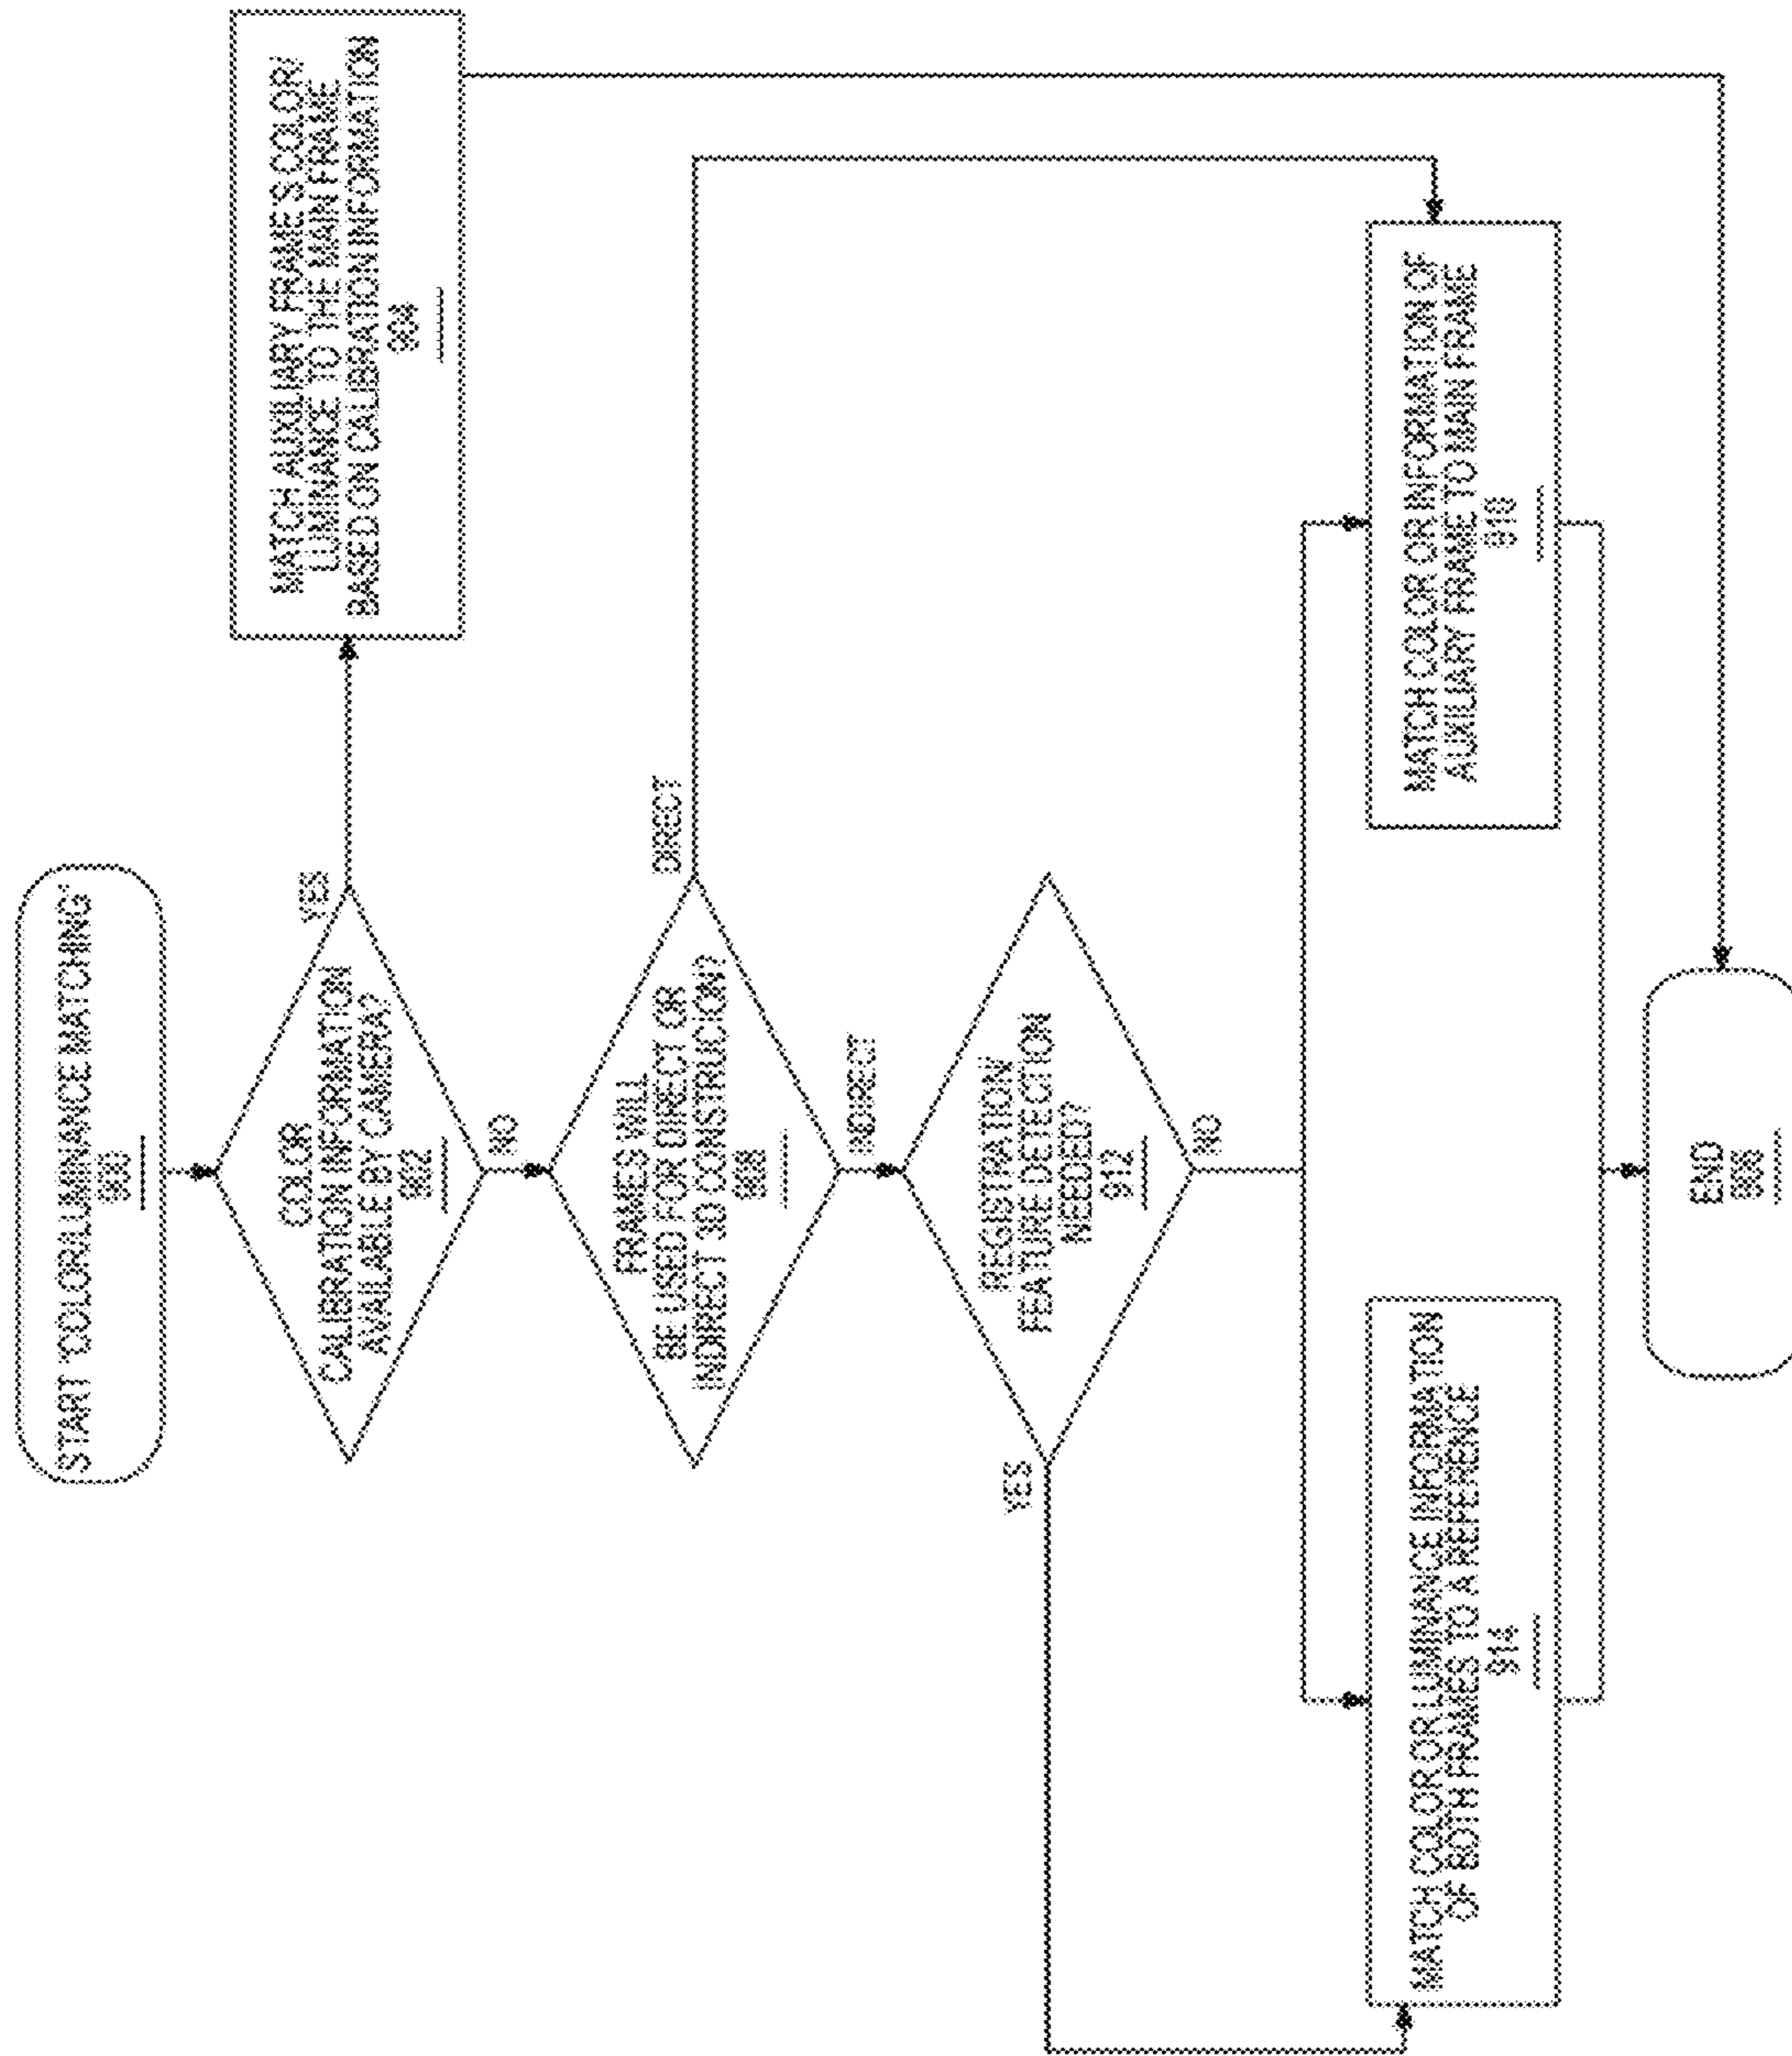 START "COLOR/LUMINANCE MATCHING"
900
COLOR
CALIBRATION INFORMATION
AVAILABLE BY CAMERA?
902
YES
MATCH AUXILIARY FRAME'S COLOR/
LUMINANCE TO THE MAIN FRAME
BASED ON CALIBRATION INFORMATION
904
NO
FRAMES WILL
BE USED FOR DIRECT OR
INDIRECT 3D CONSTRUCION?
908
DIRECT
INDIRECT
REGISTRATION/
FEATURE DETECTION
NEEDED?
912
YES
NO
MATCH COLOR OR LUMINANCE INFORMATION
OF BOTH FRAMES TO A REFERENCE
914
MATCH COLOR OR INFORMATION OF
AUXILIARY FRAME TO MAIN FRAME
910
END
906